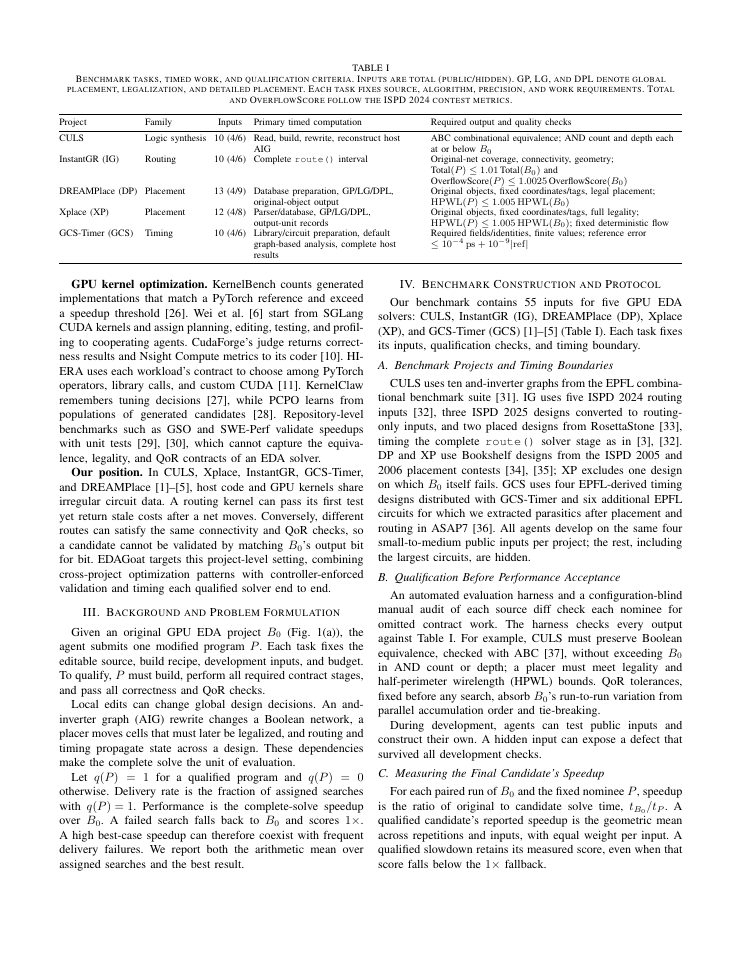 TABLE I
BENCHMARK TASKS, TIMED WORK, AND QUALIFICATION CRITERIA. INPUTS ARE TOTAL (PUBLIC/HIDDEN). GP, LG, AND DPL DENOTE GLOBAL
PLACEMENT, LEGALIZATION, AND DETAILED PLACEMENT. EACH TASK FIXES SOURCE, ALGORITHM, PRECISION, AND WORK REQUIREMENTS. TOTAL
AND OVERFLOWSCORE FOLLOW THE ISPD 2024 CONTEST METRICS.
Project Family Inputs Primary timed computation Required output and quality checks
CULS Logic synthesis 10 (4/6) Read, build, rewrite, reconstruct host ABC combinational equivalence; AND count and depth each
AIG at or below B₀
InstantGR (IG) Routing 10 (4/6) Complete route() interval Original-net coverage, connectivity, geometry;
Total(P) ≤ 1.01 Total(B₀) and
OverflowScore(P) ≤ 1.0025 OverflowScore(B₀)
DREAMPlace (DP) Placement 13 (4/9) Database preparation, GP/LG/DPL, Original objects, fixed coordinates/tags, legal placement;
original-object output HPWL(P) ≤ 1.005 HPWL(B₀)
Xplace (XP) Placement 12 (4/8) Parser/database, GP/LG/DPL, Original objects, fixed coordinates/tags, full legality;
output-unit records HPWL(P) ≤ 1.005 HPWL(B₀); fixed deterministic flow
GCS-Timer (GCS) Timing 10 (4/6) Library/circuit preparation, default Required fields/identities, finite values; reference error
graph-based analysis, complete host ≤ 10⁻⁴ ps + 10⁻⁹|ref|
results
GPU kernel optimization. KernelBench counts generated
implementations that match a PyTorch reference and exceed
a speedup threshold [26]. Wei et al. [6] start from SGLang
CUDA kernels and assign planning, editing, testing, and profil-
ing to cooperating agents. CudaForge's judge returns correct-
ness results and Nsight Compute metrics to its coder [10]. HI-
ERA uses each workload's contract to choose among PyTorch
operators, library calls, and custom CUDA [11]. KernelClaw
remembers tuning decisions [27], while PCPO learns from
populations of generated candidates [28]. Repository-level
benchmarks such as GSO and SWE-Perf validate speedups
with unit tests [29], [30], which cannot capture the equiva-
lence, legality, and QoR contracts of an EDA solver.
Our position. In CULS, Xplace, InstantGR, GCS-Timer,
and DREAMPlace [1]–[5], host code and GPU kernels share
irregular circuit data. A routing kernel can pass its first test
yet return stale costs after a net moves. Conversely, different
routes can satisfy the same connectivity and QoR checks, so
a candidate cannot be validated by matching B₀'s output bit
for bit. EDAGoat targets this project-level setting, combining
cross-project optimization patterns with controller-enforced
validation and timing each qualified solver end to end.
III. BACKGROUND AND PROBLEM FORMULATION
Given an original GPU EDA project B₀ (Fig. 1(a)), the
agent submits one modified program P. Each task fixes the
editable source, build recipe, development inputs, and budget.
To qualify, P must build, perform all required contract stages,
and pass all correctness and QoR checks.
Local edits can change global design decisions. An and-
inverter graph (AIG) rewrite changes a Boolean network, a
placer moves cells that must later be legalized, and routing and
timing propagate state across a design. These dependencies
make the complete solve the unit of evaluation.
Let q(P) = 1 for a qualified program and q(P) = 0
otherwise. Delivery rate is the fraction of assigned searches
with q(P) = 1. Performance is the complete-solve speedup
over B₀. A failed search falls back to B₀ and scores 1×.
A high best-case speedup can therefore coexist with frequent
delivery failures. We report both the arithmetic mean over
assigned searches and the best result.
IV. BENCHMARK CONSTRUCTION AND PROTOCOL
Our benchmark contains 55 inputs for five GPU EDA
solvers: CULS, InstantGR (IG), DREAMPlace (DP), Xplace
(XP), and GCS-Timer (GCS) [1]–[5] (Table I). Each task fixes
its inputs, qualification checks, and timing boundary.
A. Benchmark Projects and Timing Boundaries
CULS uses ten and-inverter graphs from the EPFL combina-
tional benchmark suite [31]. IG uses five ISPD 2024 routing
inputs [32], three ISPD 2025 designs converted to routing-
only inputs, and two placed designs from RosettaStone [33],
timing the complete route() solver stage as in [3], [32].
DP and XP use Bookshelf designs from the ISPD 2005 and
2006 placement contests [34], [35]; XP excludes one design
on which B₀ itself fails. GCS uses four EPFL-derived timing
designs distributed with GCS-Timer and six additional EPFL
circuits for which we extracted parasitics after placement and
routing in ASAP7 [36]. All agents develop on the same four
small-to-medium public inputs per project; the rest, including
the largest circuits, are hidden.
B. Qualification Before Performance Acceptance
An automated evaluation harness and a configuration-blind
manual audit of each source diff check each nominee for
omitted contract work. The harness checks every output
against Table I. For example, CULS must preserve Boolean
equivalence, checked with ABC [37], without exceeding B₀
in AND count or depth; a placer must meet legality and
half-perimeter wirelength (HPWL) bounds. QoR tolerances,
fixed before any search, absorb B₀'s run-to-run variation from
parallel accumulation order and tie-breaking.
During development, agents can test public inputs and
construct their own. A hidden input can expose a defect that
survived all development checks.
C. Measuring the Final Candidate's Speedup
For each paired run of B₀ and the fixed nominee P, speedup
is the ratio of original to candidate solve time, t_B₀/t_P. A
qualified candidate's reported speedup is the geometric mean
across repetitions and inputs, with equal weight per input. A
qualified slowdown retains its measured score, even when that
score falls below the 1× fallback.